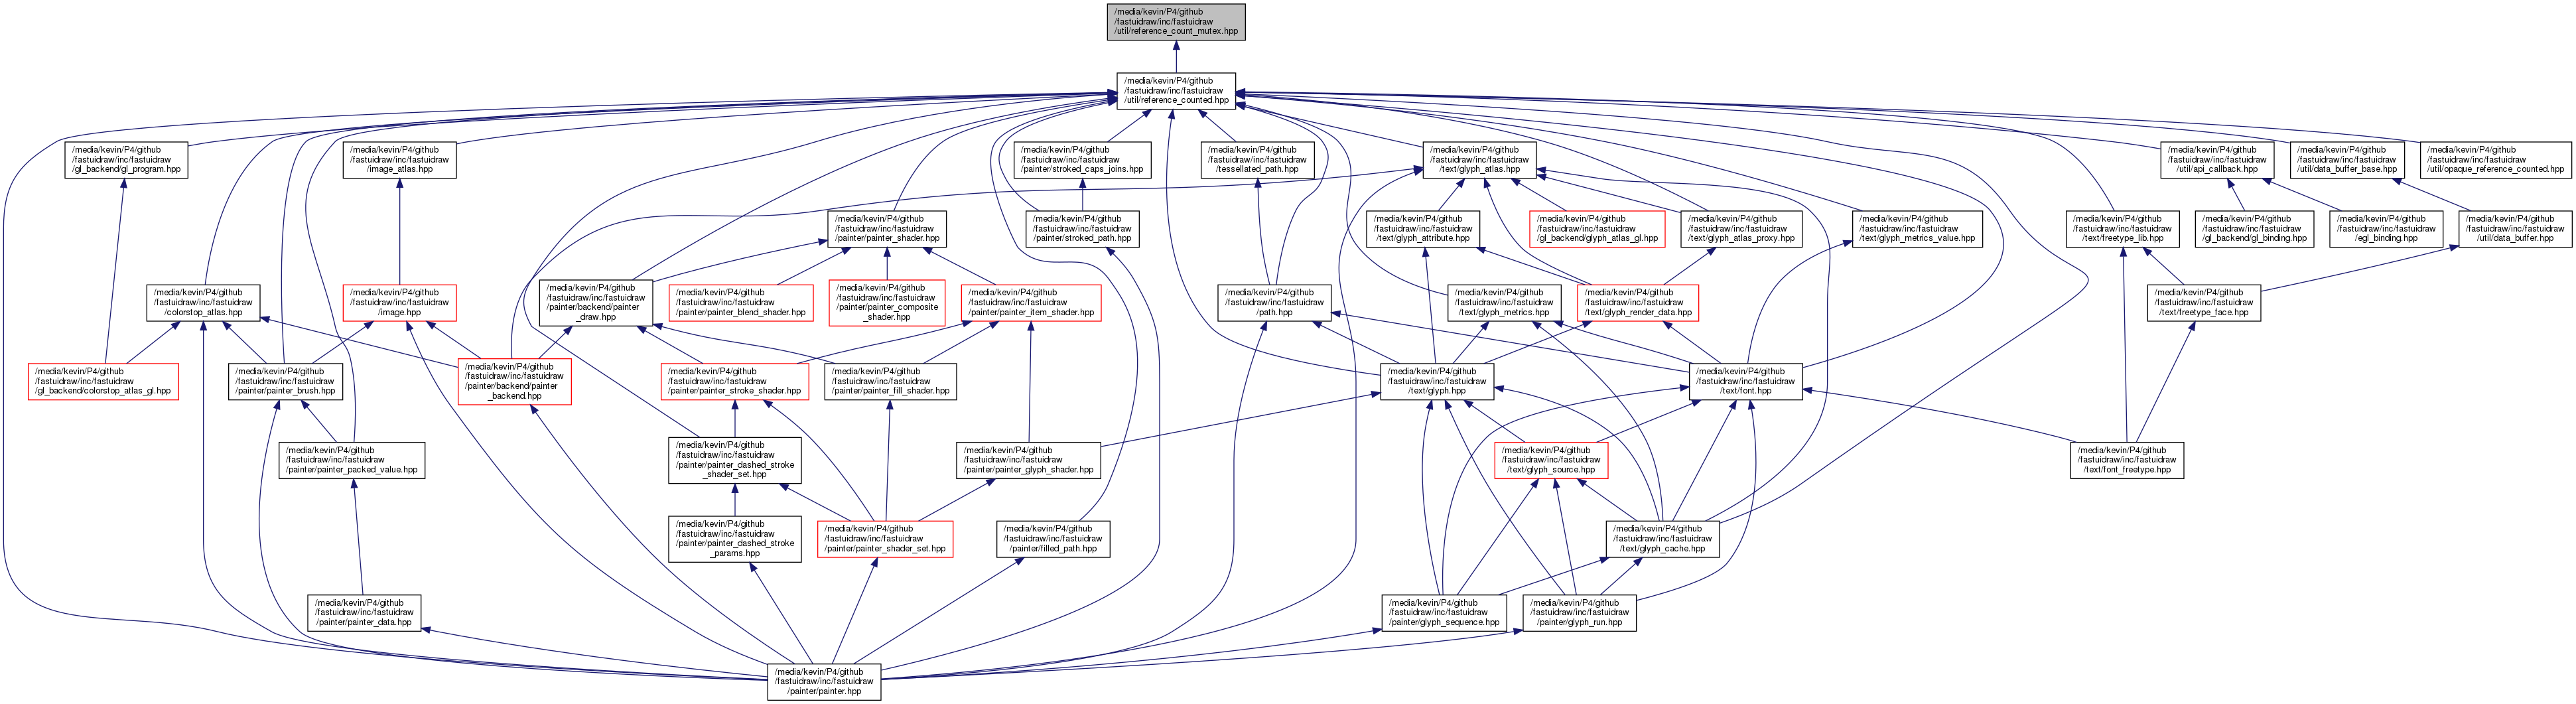 /media/kevin/P4/github
/fastuidraw/inc/fastuidraw
/util/reference_count_mutex.hpp
/media/kevin/P4/github
/fastuidraw/inc/fastuidraw
/util/reference_counted.hpp
/media/kevin/P4/github
/fastuidraw/inc/fastuidraw
/gl_backend/gl_program.hpp
/media/kevin/P4/github
/fastuidraw/inc/fastuidraw
/image_atlas.hpp
/media/kevin/P4/github
/fastuidraw/inc/fastuidraw
/painter/stroked_caps_joins.hpp
/media/kevin/P4/github
/fastuidraw/inc/fastuidraw
/tessellated_path.hpp
/media/kevin/P4/github
/fastuidraw/inc/fastuidraw
/text/glyph_atlas.hpp
/media/kevin/P4/github
/fastuidraw/inc/fastuidraw
/util/api_callback.hpp
/media/kevin/P4/github
/fastuidraw/inc/fastuidraw
/util/data_buffer_base.hpp
/media/kevin/P4/github
/fastuidraw/inc/fastuidraw
/util/opaque_reference_counted.hpp
/media/kevin/P4/github
/fastuidraw/inc/fastuidraw
/painter/painter_shader.hpp
/media/kevin/P4/github
/fastuidraw/inc/fastuidraw
/painter/stroked_path.hpp
/media/kevin/P4/github
/fastuidraw/inc/fastuidraw
/text/glyph_attribute.hpp
/media/kevin/P4/github
/fastuidraw/inc/fastuidraw
/gl_backend/glyph_atlas_gl.hpp
/media/kevin/P4/github
/fastuidraw/inc/fastuidraw
/text/glyph_atlas_proxy.hpp
/media/kevin/P4/github
/fastuidraw/inc/fastuidraw
/text/glyph_metrics_value.hpp
/media/kevin/P4/github
/fastuidraw/inc/fastuidraw
/text/freetype_lib.hpp
/media/kevin/P4/github
/fastuidraw/inc/fastuidraw
/gl_backend/gl_binding.hpp
/media/kevin/P4/github
/fastuidraw/inc/fastuidraw
/egl_binding.hpp
/media/kevin/P4/github
/fastuidraw/inc/fastuidraw
/util/data_buffer.hpp
/media/kevin/P4/github
/fastuidraw/inc/fastuidraw
/colorstop_atlas.hpp
/media/kevin/P4/github
/fastuidraw/inc/fastuidraw
/image.hpp
/media/kevin/P4/github
/fastuidraw/inc/fastuidraw
/painter/backend/painter
_draw.hpp
/media/kevin/P4/github
/fastuidraw/inc/fastuidraw
/painter/painter_blend_shader.hpp
/media/kevin/P4/github
/fastuidraw/inc/fastuidraw
/painter/painter_composite
_shader.hpp
/media/kevin/P4/github
/fastuidraw/inc/fastuidraw
/painter/painter_item_shader.hpp
/media/kevin/P4/github
/fastuidraw/inc/fastuidraw
/path.hpp
/media/kevin/P4/github
/fastuidraw/inc/fastuidraw
/text/glyph_metrics.hpp
/media/kevin/P4/github
/fastuidraw/inc/fastuidraw
/text/glyph_render_data.hpp
/media/kevin/P4/github
/fastuidraw/inc/fastuidraw
/text/freetype_face.hpp
/media/kevin/P4/github
/fastuidraw/inc/fastuidraw
/gl_backend/colorstop_atlas_gl.hpp
/media/kevin/P4/github
/fastuidraw/inc/fastuidraw
/painter/painter_brush.hpp
/media/kevin/P4/github
/fastuidraw/inc/fastuidraw
/painter/backend/painter
_backend.hpp
/media/kevin/P4/github
/fastuidraw/inc/fastuidraw
/painter/painter_stroke_shader.hpp
/media/kevin/P4/github
/fastuidraw/inc/fastuidraw
/painter/painter_fill_shader.hpp
/media/kevin/P4/github
/fastuidraw/inc/fastuidraw
/text/glyph.hpp
/media/kevin/P4/github
/fastuidraw/inc/fastuidraw
/text/font.hpp
/media/kevin/P4/github
/fastuidraw/inc/fastuidraw
/painter/painter_packed_value.hpp
/media/kevin/P4/github
/fastuidraw/inc/fastuidraw
/painter/painter_dashed_stroke
_shader_set.hpp
/media/kevin/P4/github
/fastuidraw/inc/fastuidraw
/painter/painter_glyph_shader.hpp
/media/kevin/P4/github
/fastuidraw/inc/fastuidraw
/text/glyph_source.hpp
/media/kevin/P4/github
/fastuidraw/inc/fastuidraw
/text/font_freetype.hpp
/media/kevin/P4/github
/fastuidraw/inc/fastuidraw
/painter/painter_dashed_stroke
_params.hpp
/media/kevin/P4/github
/fastuidraw/inc/fastuidraw
/painter/painter_shader_set.hpp
/media/kevin/P4/github
/fastuidraw/inc/fastuidraw
/painter/filled_path.hpp
/media/kevin/P4/github
/fastuidraw/inc/fastuidraw
/text/glyph_cache.hpp
/media/kevin/P4/github
/fastuidraw/inc/fastuidraw
/painter/painter_data.hpp
/media/kevin/P4/github
/fastuidraw/inc/fastuidraw
/painter/glyph_sequence.hpp
/media/kevin/P4/github
/fastuidraw/inc/fastuidraw
/painter/glyph_run.hpp
/media/kevin/P4/github
/fastuidraw/inc/fastuidraw
/painter/painter.hpp